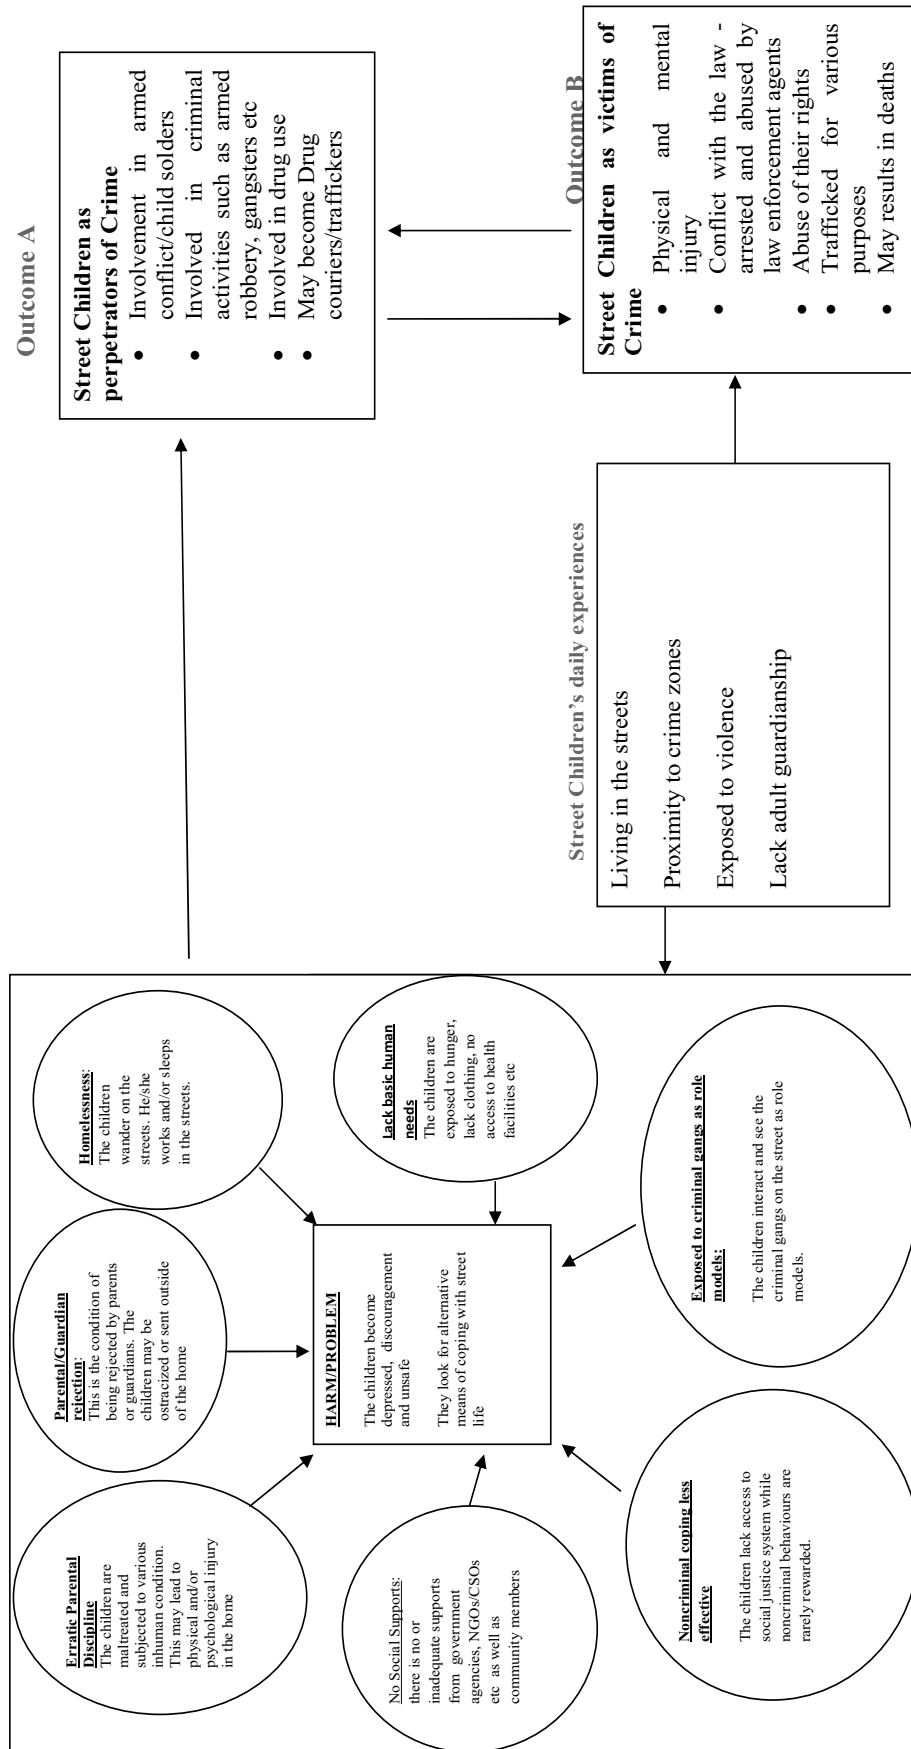 Erratic Parental
Discipline
The children are
maltreated and
subjected to various
inhuman condition.
This may lead to
physical and/or
psychological injury
in the home
Parental/Guardian
rejection:
This is the condition of
being rejected by parents
or guardians. The
children may be
ostracized or sent outside
of the home
Homelessness:
The children
wander on the
streets. He/she
works and/or sleeps
in the streets.
No Social Supports:
there is no or
inadequate supports
from government
agencies, NGOs/CSOs
etc as well as
community members
HARM/PROBLEM
The children become
depressed, discouragement
and unsafe
They look for alternative
means of coping with street
life
Lack basic human
needs
The children are
exposed to hunger,
lack clothing, no
access to health
facilities etc
Noncriminal coping less
effective
The children lack access to
social justice system while
noncriminal behaviours are
rarely rewarded.
Exposed to criminal gangs as role
models:
The children interact and see the
criminal gangs on the street as role
models.
Outcome A
Street Children as
perpetrators of Crime
• Involvement in armed
conflict/child solders
• Involved in criminal
activities such as armed
robbery, gangsters etc
• Involved in drug use
• May become Drug
couriers/traffickers
Street Children's daily experiences
Living in the streets
Proximity to crime zones
Exposed to violence
Lack adult guardianship
Outcome B
Street Children as victims of
Crime
• Physical and mental
injury
• Conflict with the law -
arrested and abused by
law enforcement agents
• Abuse of their rights
• Trafficked for various
purposes
• May results in deaths